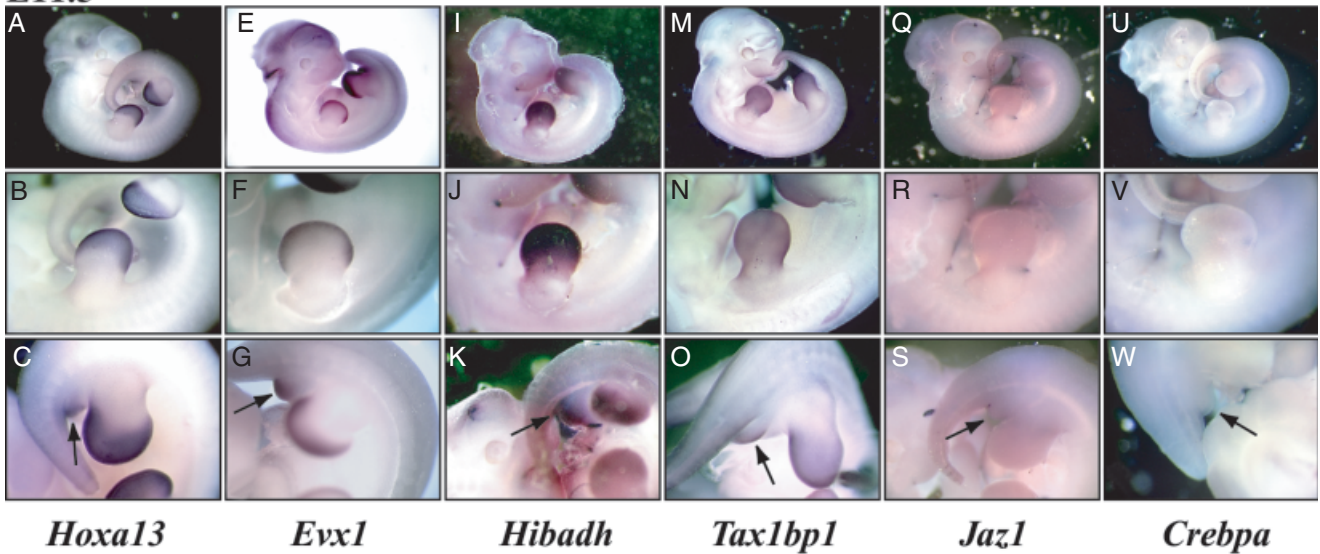 A E I M Q U
B F J N R V
C G K O S W
Hoxa13 Evx1 Hibadh Tax1bp1 Jaz1 Crebpa